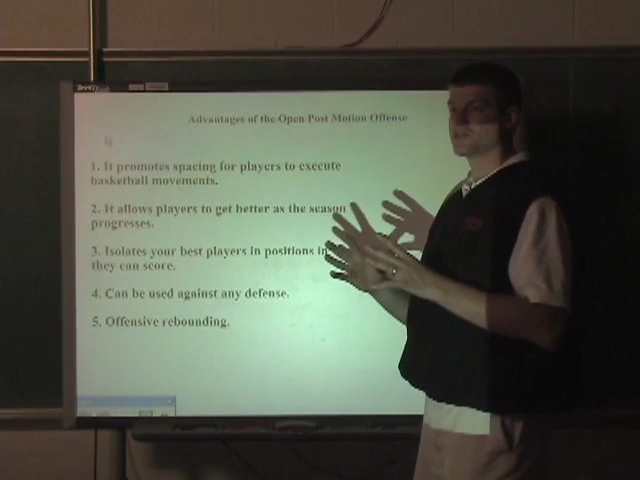 Advantages of the Open Post Motion Offense
1. It promotes spacing for players to execute
basketball movements.
2. It allows players to get better as the season
progresses.
3. Isolates your best players in positions in
they can score.
4. Can be used against any defense.
5. Offensive rebounding.